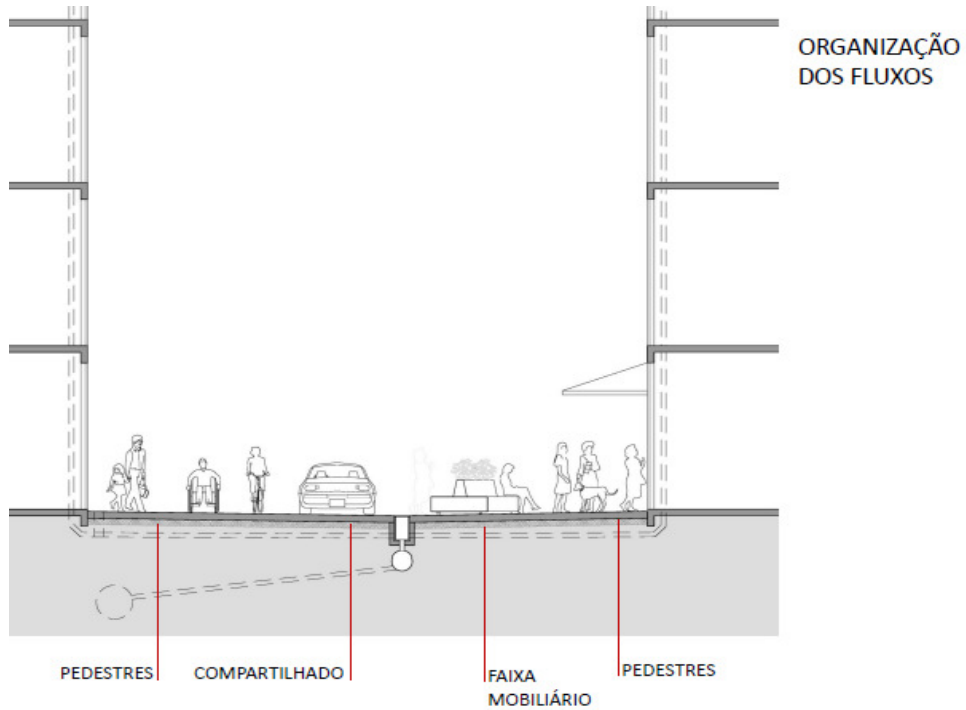 ORGANIZAÇÃO
DOS FLUXOS
PEDESTRES
COMPARTILHADO
FAIXA
MOBILIÁRIO
PEDESTRES